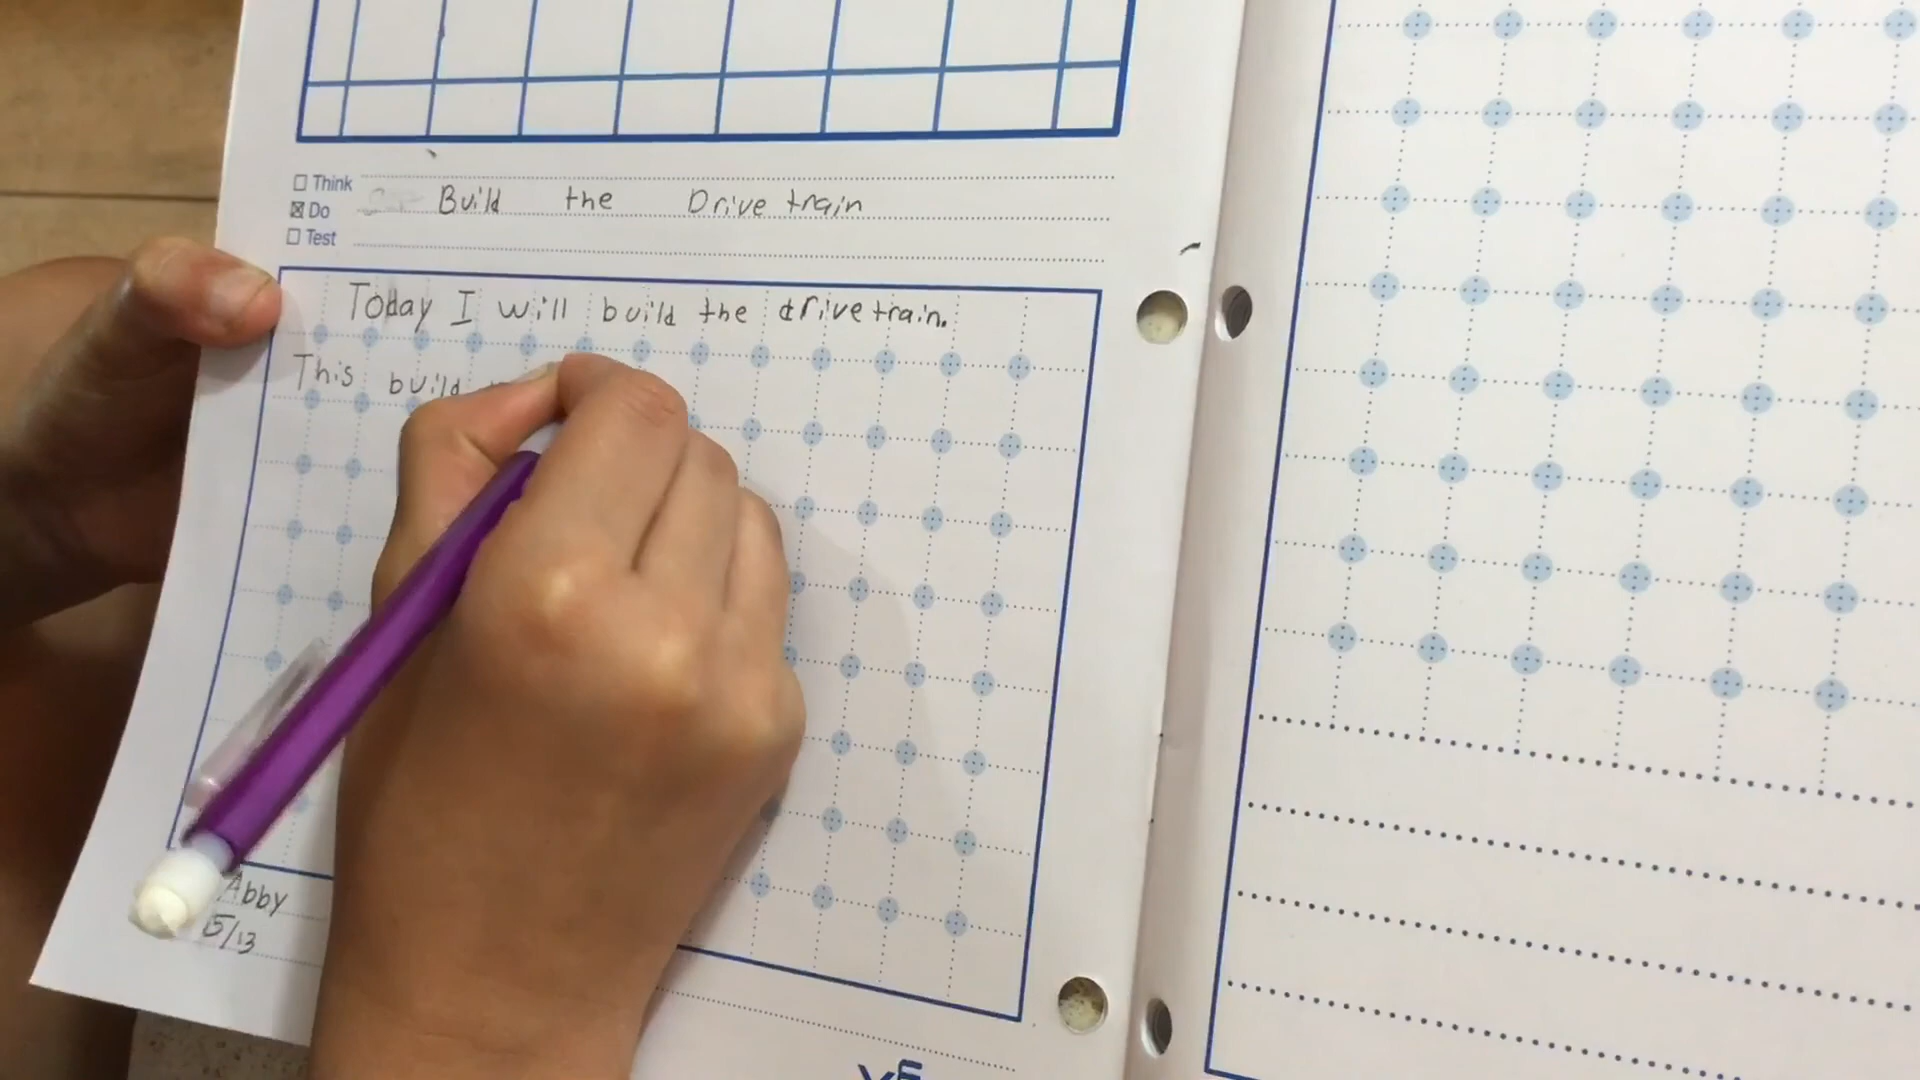 Think
Build the Drive train
Do
Test
Today I will build the drive train.
This build
Abby
5/13